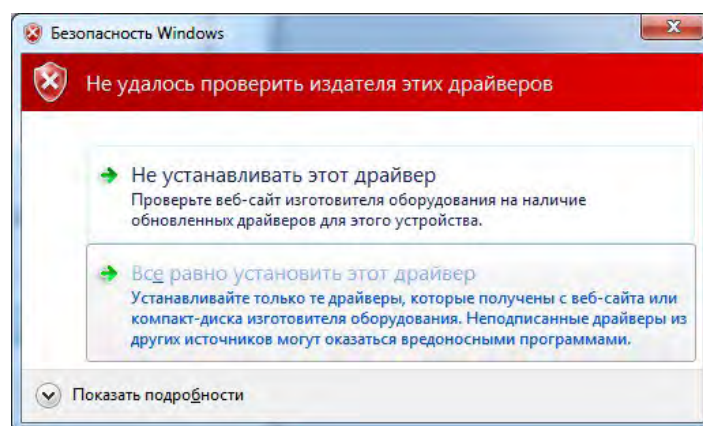 Безопасность Windows
Не удалось проверить издателя этих драйверов
Не устанавливать этот драйвер
Проверьте веб-сайт изготовителя оборудования на наличие
обновленных драйверов для этого устройства.
Все равно установить этот драйвер
Устанавливайте только те драйверы, которые получены с веб-сайта или
компакт-диска изготовителя оборудования. Неподписанные драйверы из
других источников могут оказаться вредоносными программами.
Показать подробности